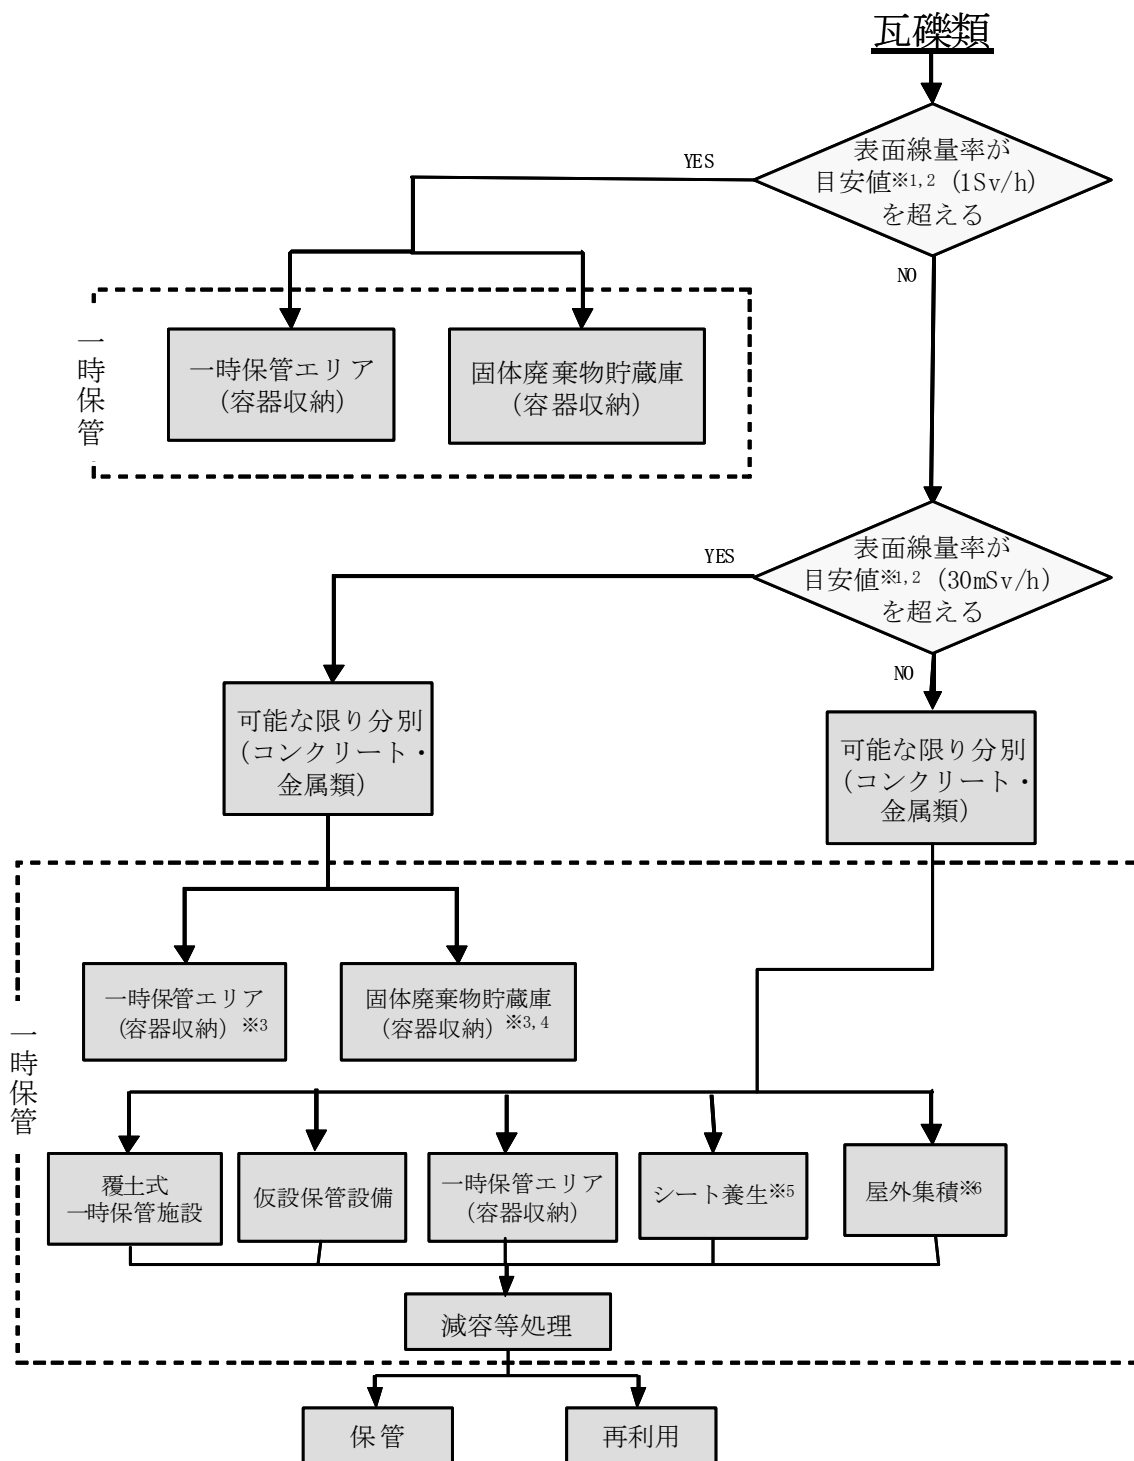 瓦礫類
表面線量率が
目安値※1,2 (1Sv/h)
を超える
YES
NO
一時保管
一時保管エリア
(容器収納)
固体廃棄物貯蔵庫
(容器収納)
表面線量率が
目安値※1,2 (30mSv/h)
を超える
YES
NO
可能な限り分別
(コンクリート・
金属類)
可能な限り分別
(コンクリート・
金属類)
一時保管
一時保管エリア
(容器収納) ※3
固体廃棄物貯蔵庫
(容器収納) ※3,4
覆土式
一時保管施設
仮設保管設備
一時保管エリア
(容器収納)
シート養生※5
屋外集積※6
減容等処理
保管
再利用